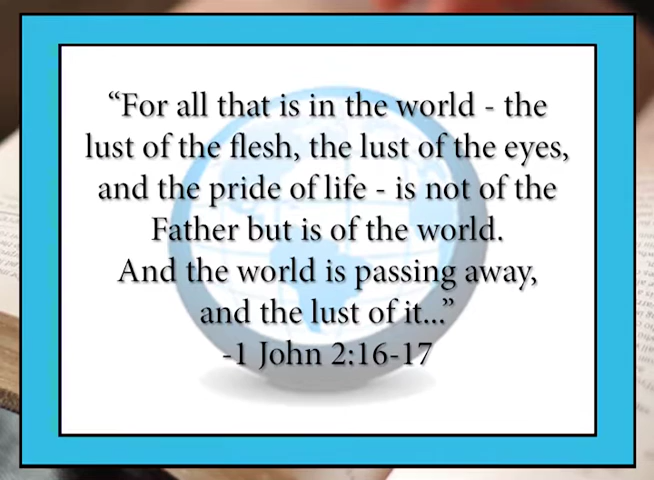 “For all that is in the world - the
lust of the flesh, the lust of the eyes,
and the pride of life - is not of the
Father but is of the world.
And the world is passing away,
and the lust of it...”
-1 John 2:16-17